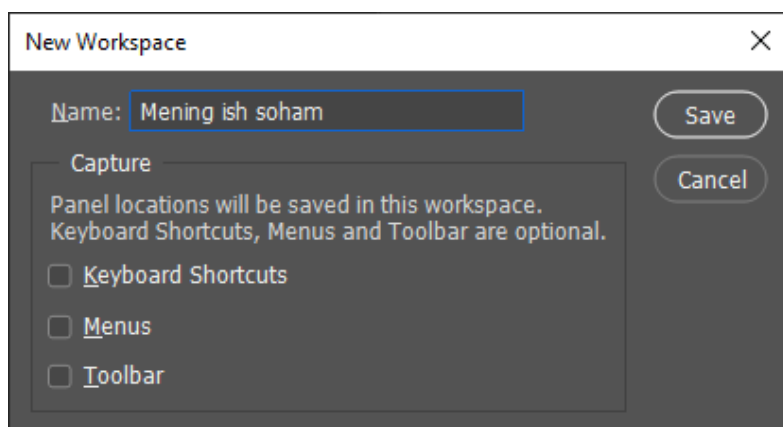 New Workspace
Name: Mening ish soham
Save
Capture
Cancel
Panel locations will be saved in this workspace.
Keyboard Shortcuts, Menus and Toolbar are optional.
Keyboard Shortcuts
Menus
Toolbar